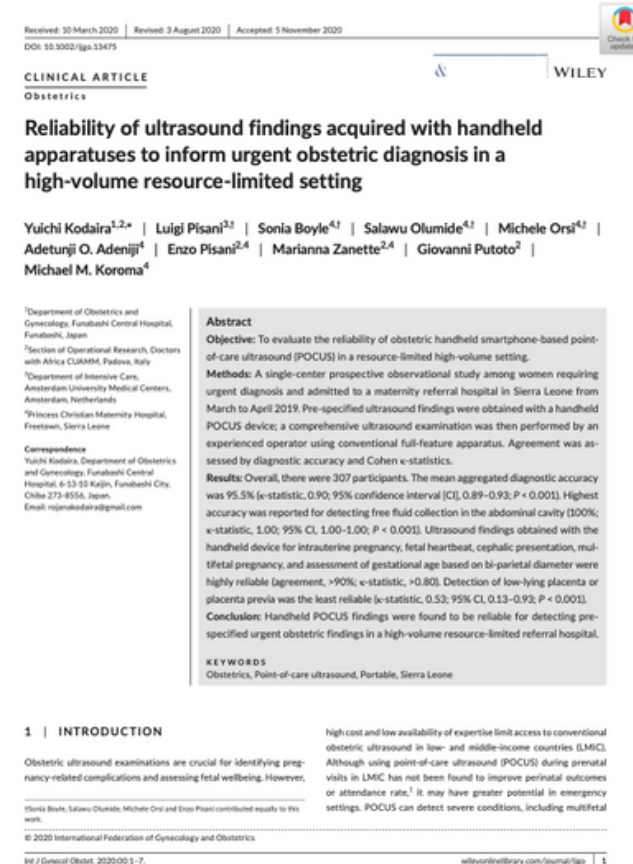 Received: 10 March 2020 | Revised: 3 August 2020 | Accepted: 5 November 2020
DOI: 10.1002/ijgo.13475
Check for
updates
CLINICAL ARTICLE
Obstetrics
& WILEY
Reliability of ultrasound findings acquired with handheld
apparatuses to inform urgent obstetric diagnosis in a
high-volume resource-limited setting
Yuichi Kodaira1,2,* | Luigi Pisani3,† | Sonia Boyle4,† | Salawu Olumide4,† | Michele Orsi4,† |
Adetunji O. Adeniji4 | Enzo Pisani2,4 | Marianna Zanette2,4 | Giovanni Putoto2 |
Michael M. Koroma4
1Department of Obstetrics and
Gynecology, Funabashi Central Hospital,
Funabashi, Japan
2Section of Operational Research, Doctors
with Africa CUAMM, Padova, Italy
3Department of Intensive Care,
Amsterdam University Medical Centers,
Amsterdam, Netherlands
4Princess Christian Maternity Hospital,
Freetown, Sierra Leone
Correspondence
Yuichi Kodaira, Department of Obstetrics
and Gynecology, Funabashi Central
Hospital, 6-13-10 Kaijin, Funabashi City,
Chiba 273-8556, Japan.
Email: rojanakodaira@gmail.com
Abstract
Objective: To evaluate the reliability of obstetric handheld smartphone-based point-
of-care ultrasound (POCUS) in a resource-limited high-volume setting.
Methods: A single-center prospective observational study among women requiring
urgent diagnosis and admitted to a maternity referral hospital in Sierra Leone from
March to April 2019. Pre-specified ultrasound findings were obtained with a handheld
POCUS device; a comprehensive ultrasound examination was then performed by an
experienced operator using conventional full-feature apparatus. Agreement was as-
sessed by diagnostic accuracy and Cohen κ-statistics.
Results: Overall, there were 307 participants. The mean aggregated diagnostic accuracy
was 95.5% (κ-statistic, 0.90; 95% confidence interval [CI], 0.89–0.93; P < 0.001). Highest
accuracy was reported for detecting free fluid collection in the abdominal cavity (100%;
κ-statistic, 1.00; 95% CI, 1.00–1.00; P < 0.001). Ultrasound findings obtained with the
handheld device for intrauterine pregnancy, fetal heartbeat, cephalic presentation, mul-
tifetal pregnancy, and assessment of gestational age based on bi-parietal diameter were
highly reliable (agreement, >90%; κ-statistic, >0.80). Detection of low-lying placenta or
placenta previa was the least reliable (κ-statistic, 0.53; 95% CI, 0.13–0.93; P < 0.001).
Conclusion: Handheld POCUS findings were found to be reliable for detecting pre-
specified urgent obstetric findings in a high-volume resource-limited referral hospital.
KEYWORDS
Obstetrics, Point-of-care ultrasound, Portable, Sierra Leone
1 | INTRODUCTION
Obstetric ultrasound examinations are crucial for identifying preg-
nancy-related complications and assessing fetal wellbeing. However,
high cost and low availability of expertise limit access to conventional
obstetric ultrasound in low- and middle-income countries (LMIC).
Although using point-of-care ultrasound (POCUS) during prenatal
visits in LMIC has not been found to improve perinatal outcomes
or attendance rate,1 it may have greater potential in emergency
settings. POCUS can detect severe conditions, including multifetal
†Sonia Boyle, Salawu Olumide, Michele Orsi and Enzo Pisani contributed equally to this
work.
© 2020 International Federation of Gynecology and Obstetrics
Int J Gynecol Obstet. 2020;00:1–7. wileyonlinelibrary.com/journal/ijgo | 1